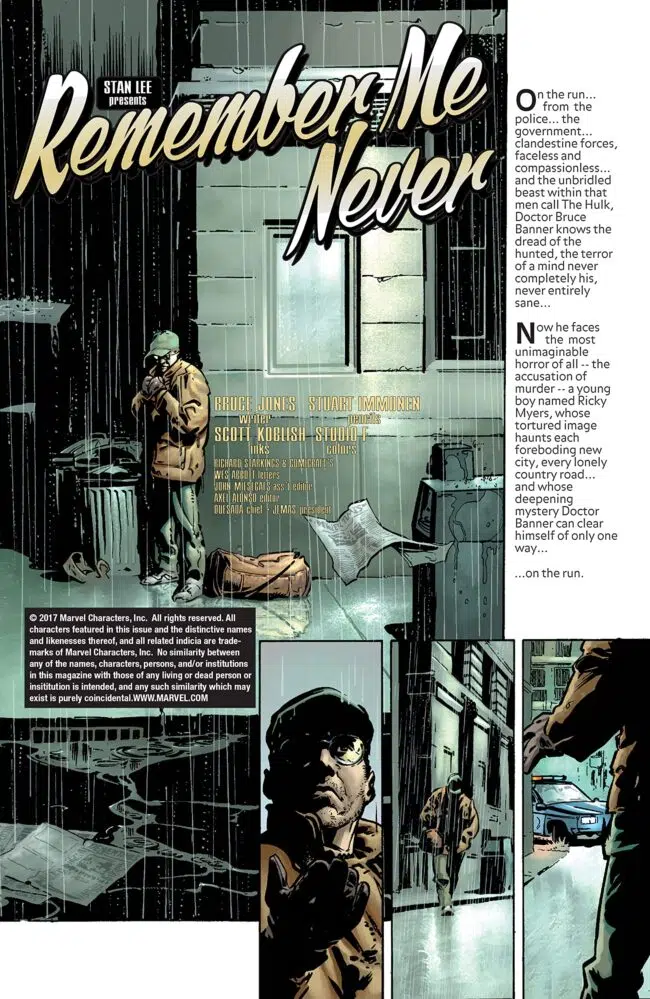 STAN LEE
presents
Remember Me
Never
On the run...
from the
police... the
government...
clandestine forces,
faceless and
compassionless...
and the unbridled
beast within that
men call The Hulk,
Doctor Bruce
Banner knows the
dread of the
hunted, the terror
of a mind never
completely his,
never entirely
sane...
Now he faces
the most
unimaginable
horror of all -- the
accusation of
murder -- a young
boy named Ricky
Myers, whose
tortured image
haunts each
foreboding new
city, every lonely
country road...
and whose
deepening
mystery Doctor
Banner can clear
himself of only one
way...
...on the run.
BRUCE JONES STUART IMMONEN
writer pencils
SCOTT KOBLISH STUDIO F
inks colors
RICHARD STARKINGS & COMICRAFT'S
WES ABBOTT letters
JOHN MIESEGAES ass't editor
AXEL ALONSO editor
QUESADA chief • JEMAS president
© 2017 Marvel Characters, Inc. All rights reserved. All
characters featured in this issue and the distinctive names
and likenesses thereof, and all related indicia are trade-
marks of Marvel Characters, Inc. No similarity between
any of the names, characters, persons, and/or institutions
in this magazine with those of any living or dead person or
insititution is intended, and any such similarity which may
exist is purely coincidental.WWW.MARVEL.COM